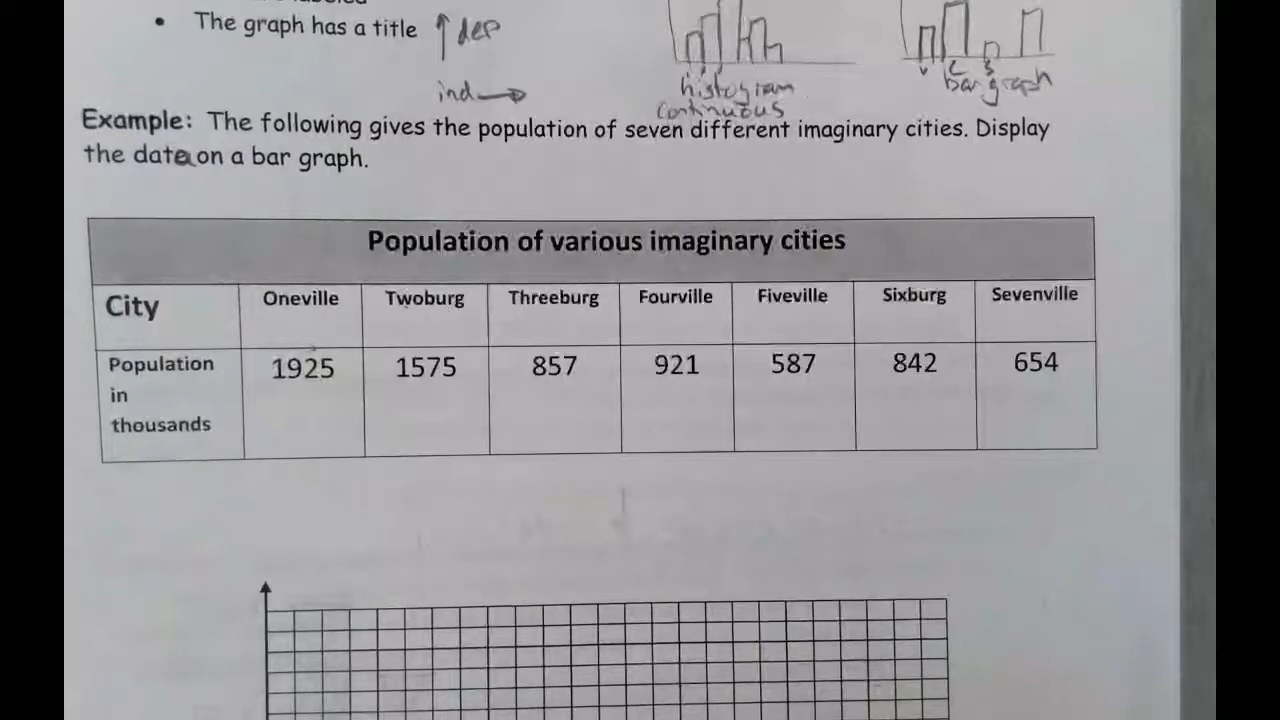 • The graph has a title ↑ dep
ind →
histogram
continuous
V C S
bar graph
Example: The following gives the population of seven different imaginary cities. Display
the data on a bar graph.
Population of various imaginary cities
City Oneville Twoburg Threeburg Fourville Fiveville Sixburg Sevenville
Population
in
thousands
1925 1575 857 921 587 842 654